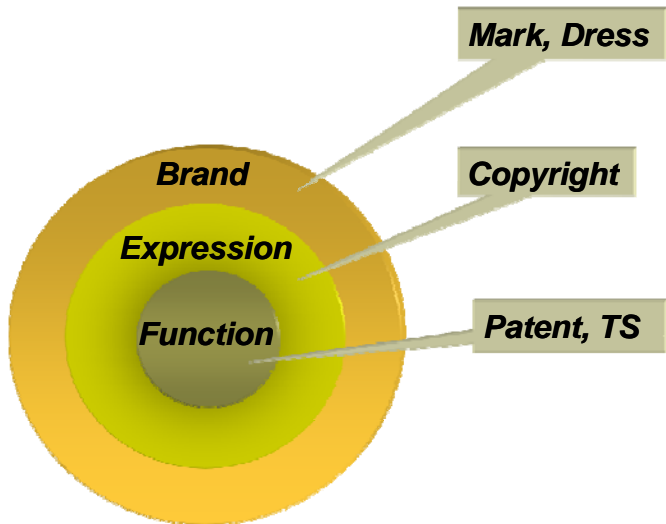 Mark, Dress
Brand
Copyright
Expression
Function
Patent, TS